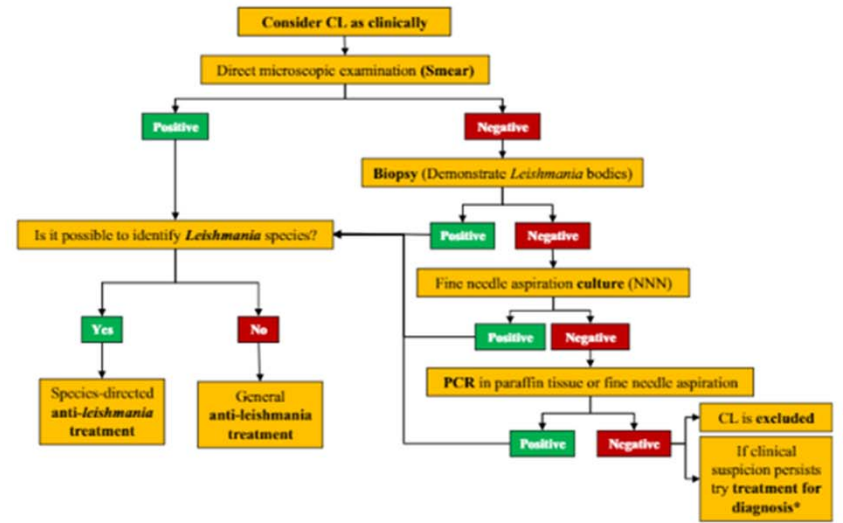 Consider CL as clinically
Direct microscopic examination (Smear)
Positive
Negative
Biopsy (Demonstrate Leishmania bodies)
Is it possible to identify Leishmania species?
Positive
Negative
Fine needle aspiration culture (NNN)
Yes
No
Positive
Negative
PCR in paraffin tissue or fine needle aspiration
Species-directed
anti-leishmania
treatment
General
anti-leishmania
treatment
Positive
Negative
CL is excluded
If clinical
suspicion persists
try treatment for
diagnosis*